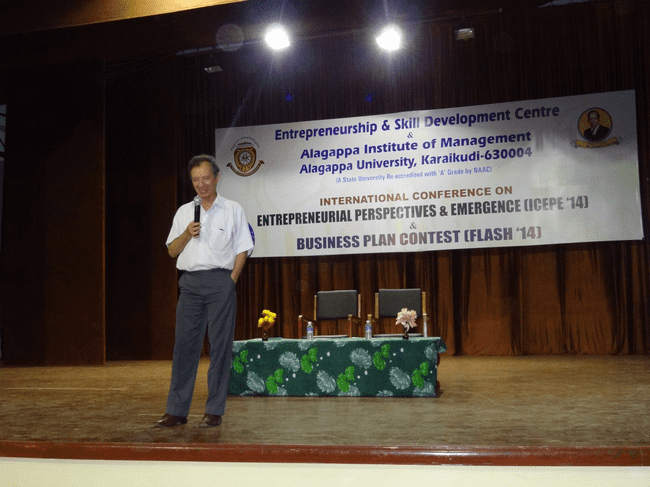 Entrepreneurship & Skill Development Centre
&
Alagappa Institute of Management
Alagappa University, Karaikudi-630004
(A State University Re accredited with 'A' Grade by NAAC)
INTERNATIONAL CONFERENCE ON
ENTREPRENEURIAL PERSPECTIVES & EMERGENCE (ICEPE '14)
&
BUSINESS PLAN CONTEST (FLASH '14)